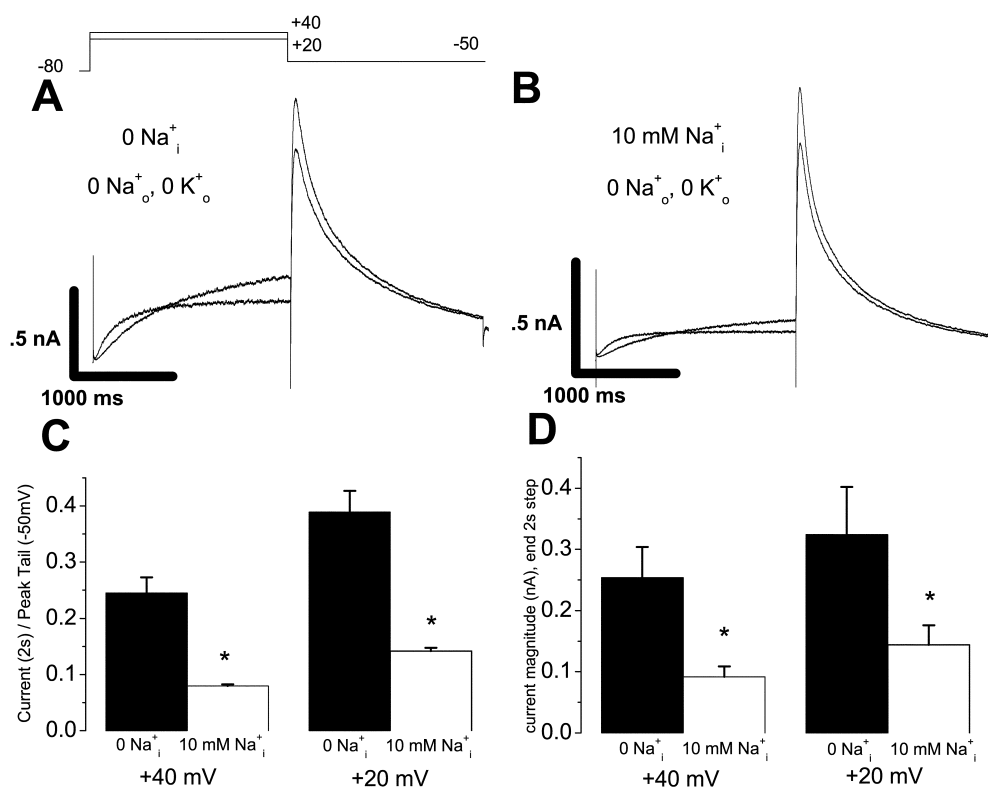 +40
+20
-50
-80
A
0 Na+i
0 Na+o, 0 K+o
.5 nA
1000 ms
B
10 mM Na+i
0 Na+o, 0 K+o
.5 nA
1000 ms
C
Current (2s) / Peak Tail (-50mV)
0.4
0.3
0.2
0.1
0.0
*
*
0 Na+i
10 mM Na+i
0 Na+i
10 mM Na+i
+40 mV
+20 mV
D
current magnitude (nA), end 2s step
0.4
0.3
0.2
0.1
0.0
*
*
0 Na+i
10 mM Na+i
0 Na+i
10 mM Na+i
+40 mV
+20 mV